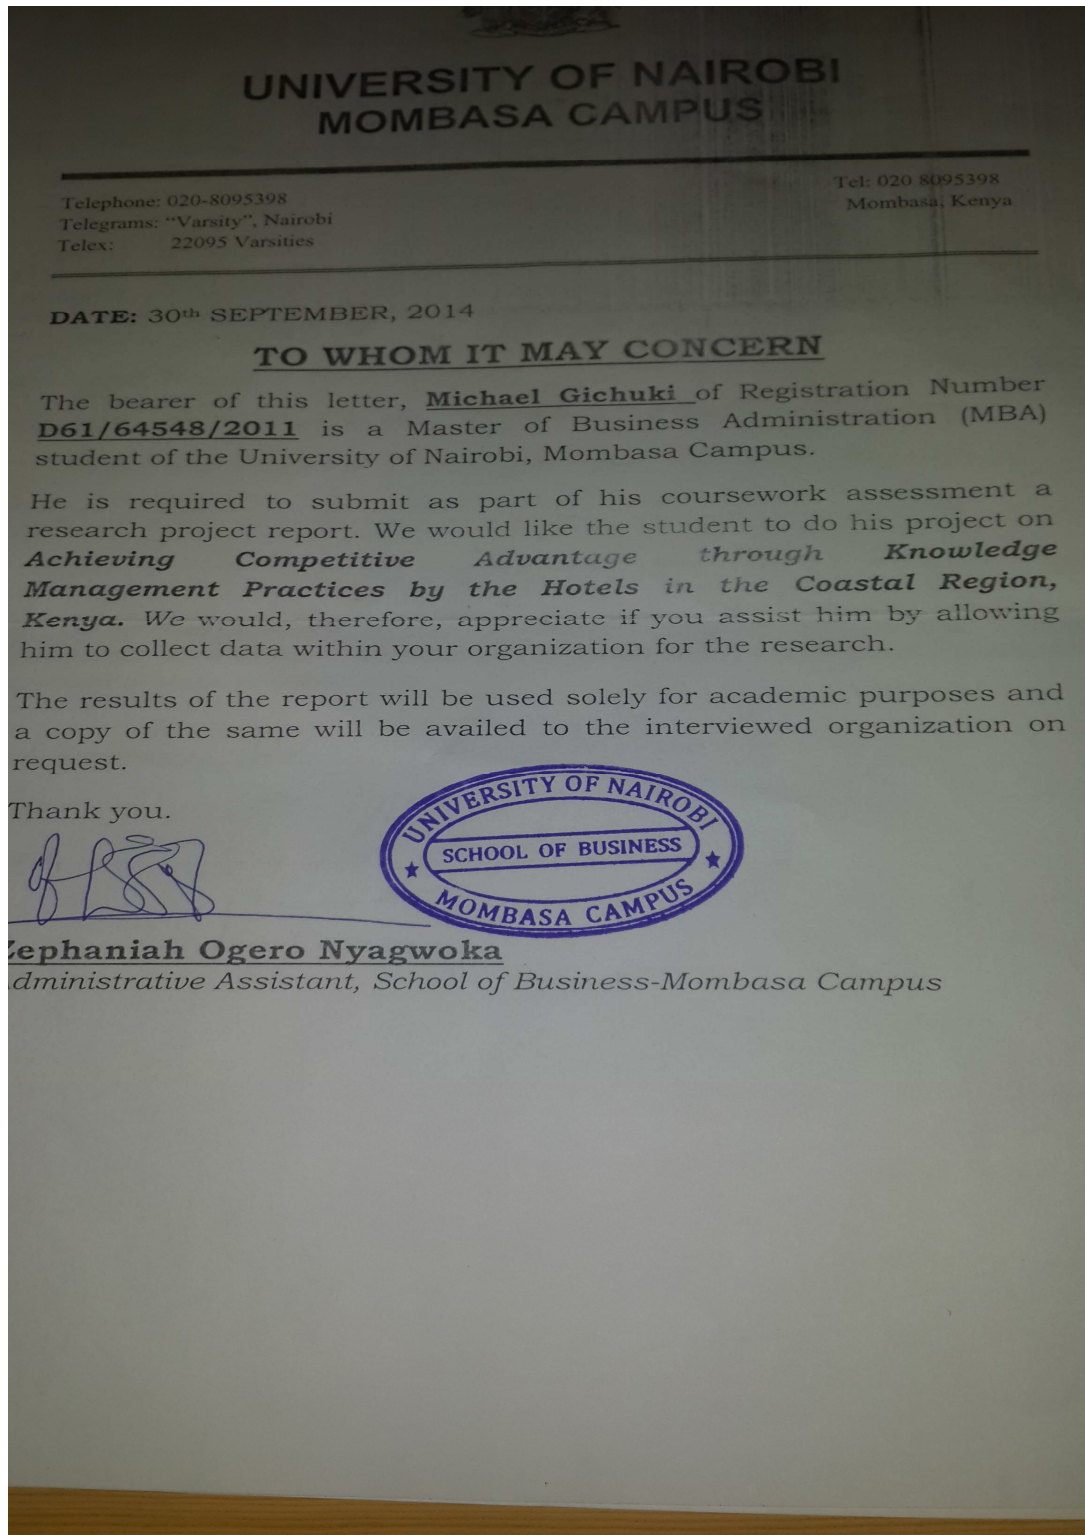 UNIVERSITY OF NAIROBI
MOMBASA CAMPUS
Telephone: 020-8095398
Telegrams: "Varsity", Nairobi
Telex: 22095 Varsities
Tel: 020 8095398
Mombasa, Kenya
DATE: 30th SEPTEMBER, 2014
TO WHOM IT MAY CONCERN
The bearer of this letter, Michael Gichuki of Registration Number
D61/64548/2011 is a Master of Business Administration (MBA)
student of the University of Nairobi, Mombasa Campus.
He is required to submit as part of his coursework assessment a
research project report. We would like the student to do his project on
Achieving Competitive Advantage through Knowledge
Management Practices by the Hotels in the Coastal Region,
Kenya. We would, therefore, appreciate if you assist him by allowing
him to collect data within your organization for the research.
The results of the report will be used solely for academic purposes and
a copy of the same will be availed to the interviewed organization on
request.
Thank you.
UNIVERSITY OF NAIROBI
SCHOOL OF BUSINESS
MOMBASA CAMPUS
Zephaniah Ogero Nyagwoka
dministrative Assistant, School of Business-Mombasa Campus